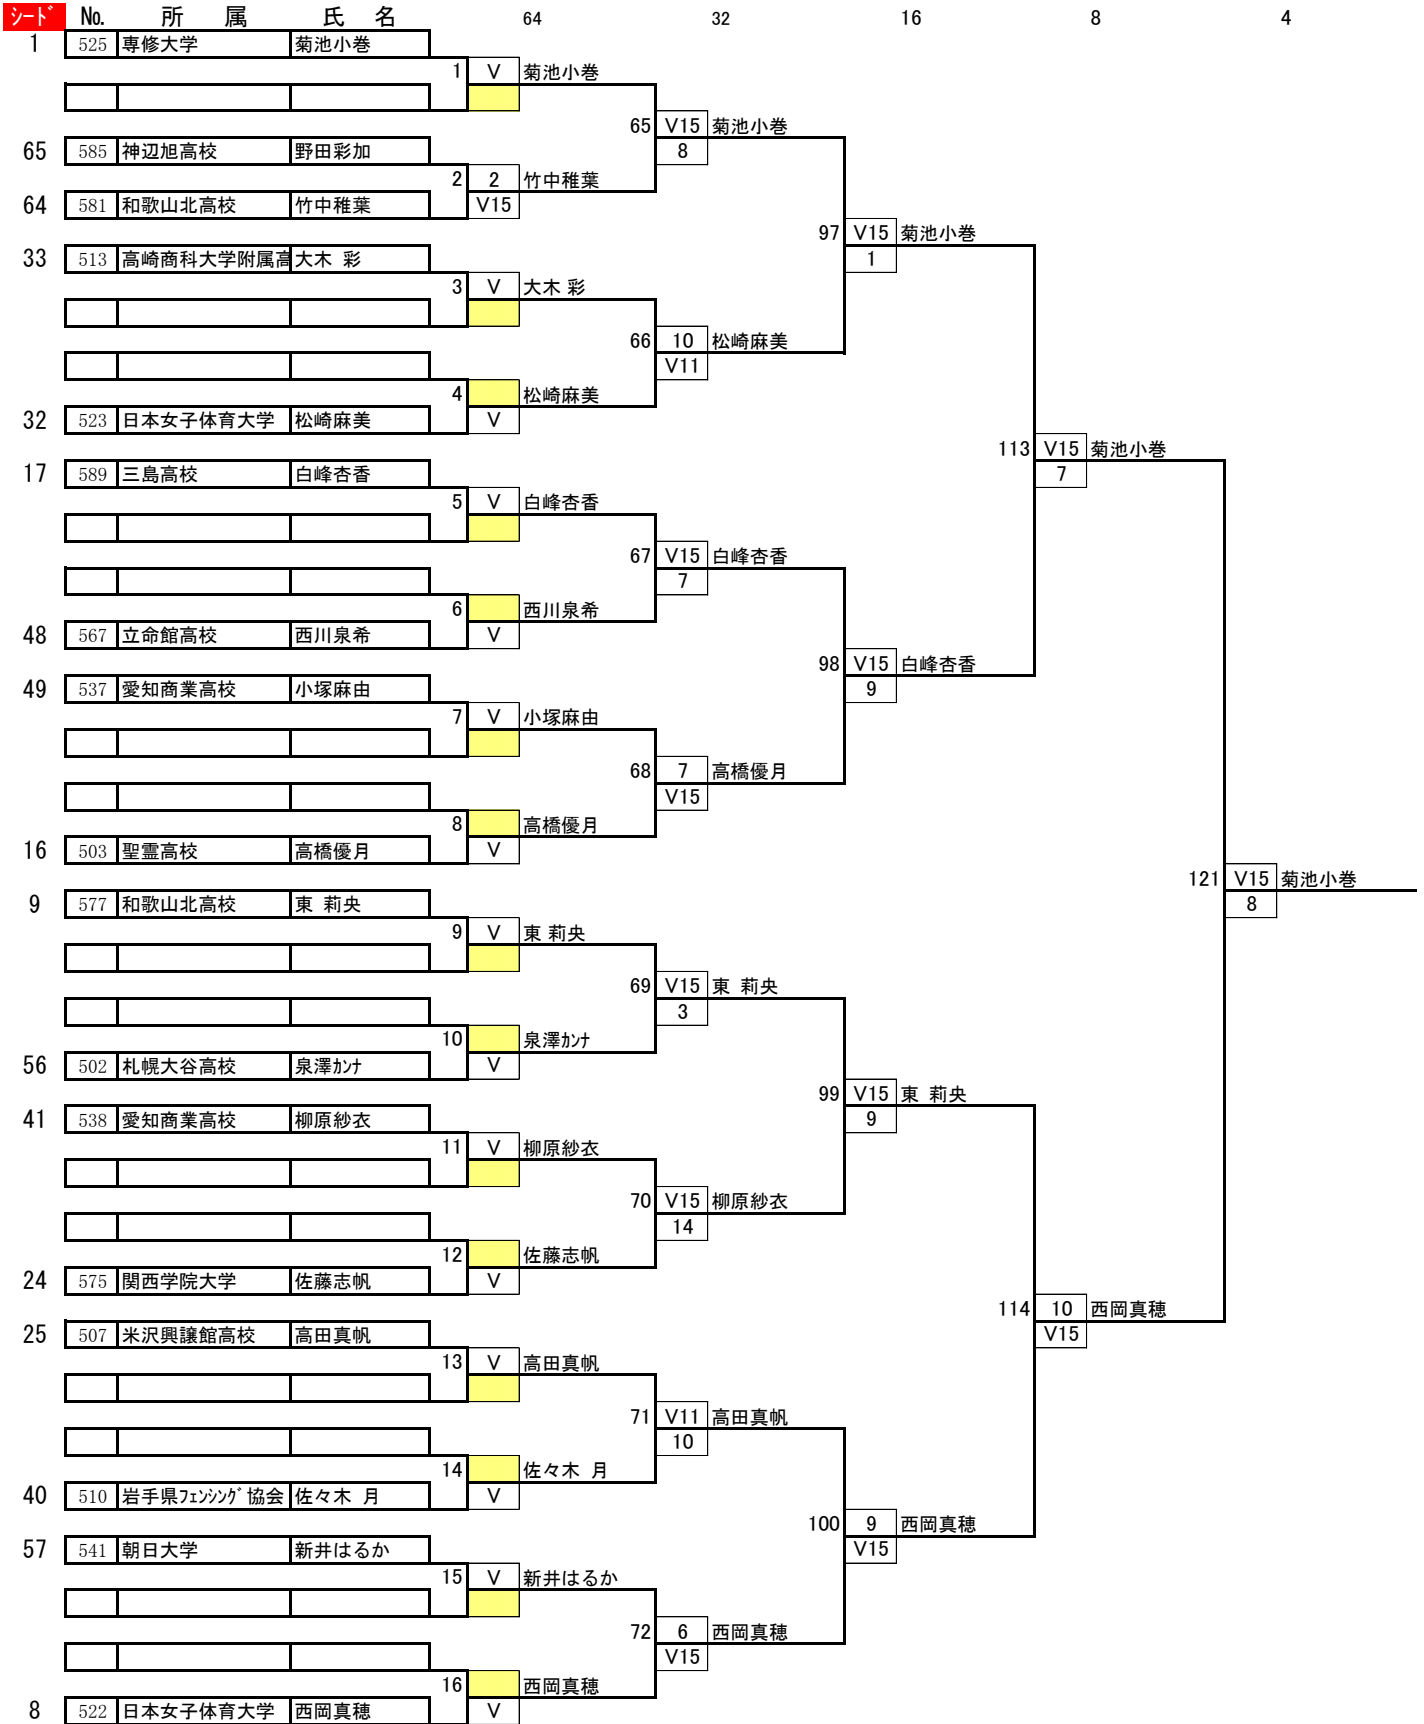 ｼｰﾄﾞ No. 所 属 氏 名 64 32 16 8 4
1 525 専修大学 菊池小巻
1 V 菊池小巻
65 V15 菊池小巻
65 585 神辺旭高校 野田彩加 8
2 2 竹中稚葉
64 581 和歌山北高校 竹中稚葉 V15
97 V15 菊池小巻
33 513 高崎商科大学附属高 大木 彩 1
3 V 大木 彩
66 10 松崎麻美
V11
4 松崎麻美
32 523 日本女子体育大学 松崎麻美 V
113 V15 菊池小巻
17 589 三島高校 白峰杏香 7
5 V 白峰杏香
67 V15 白峰杏香
7
6 西川泉希
48 567 立命館高校 西川泉希 V
98 V15 白峰杏香
49 537 愛知商業高校 小塚麻由 9
7 V 小塚麻由
68 7 高橋優月
V15
8 高橋優月
16 503 聖霊高校 高橋優月 V
121 V15 菊池小巻
9 577 和歌山北高校 東 莉央 8
9 V 東 莉央
69 V15 東 莉央
3
10 泉澤ｶﾝﾅ
56 502 札幌大谷高校 泉澤ｶﾝﾅ V
99 V15 東 莉央
41 538 愛知商業高校 柳原紗衣 9
11 V 柳原紗衣
70 V15 柳原紗衣
14
12 佐藤志帆
24 575 関西学院大学 佐藤志帆 V
114 10 西岡真穂
25 507 米沢興譲館高校 高田真帆 V15
13 V 高田真帆
71 V11 高田真帆
10
14 佐々木 月
40 510 岩手県ﾌｪﾝｼﾝｸﾞ協会 佐々木 月 V
100 9 西岡真穂
57 541 朝日大学 新井はるか V15
15 V 新井はるか
72 6 西岡真穂
V15
16 西岡真穂
8 522 日本女子体育大学 西岡真穂 V